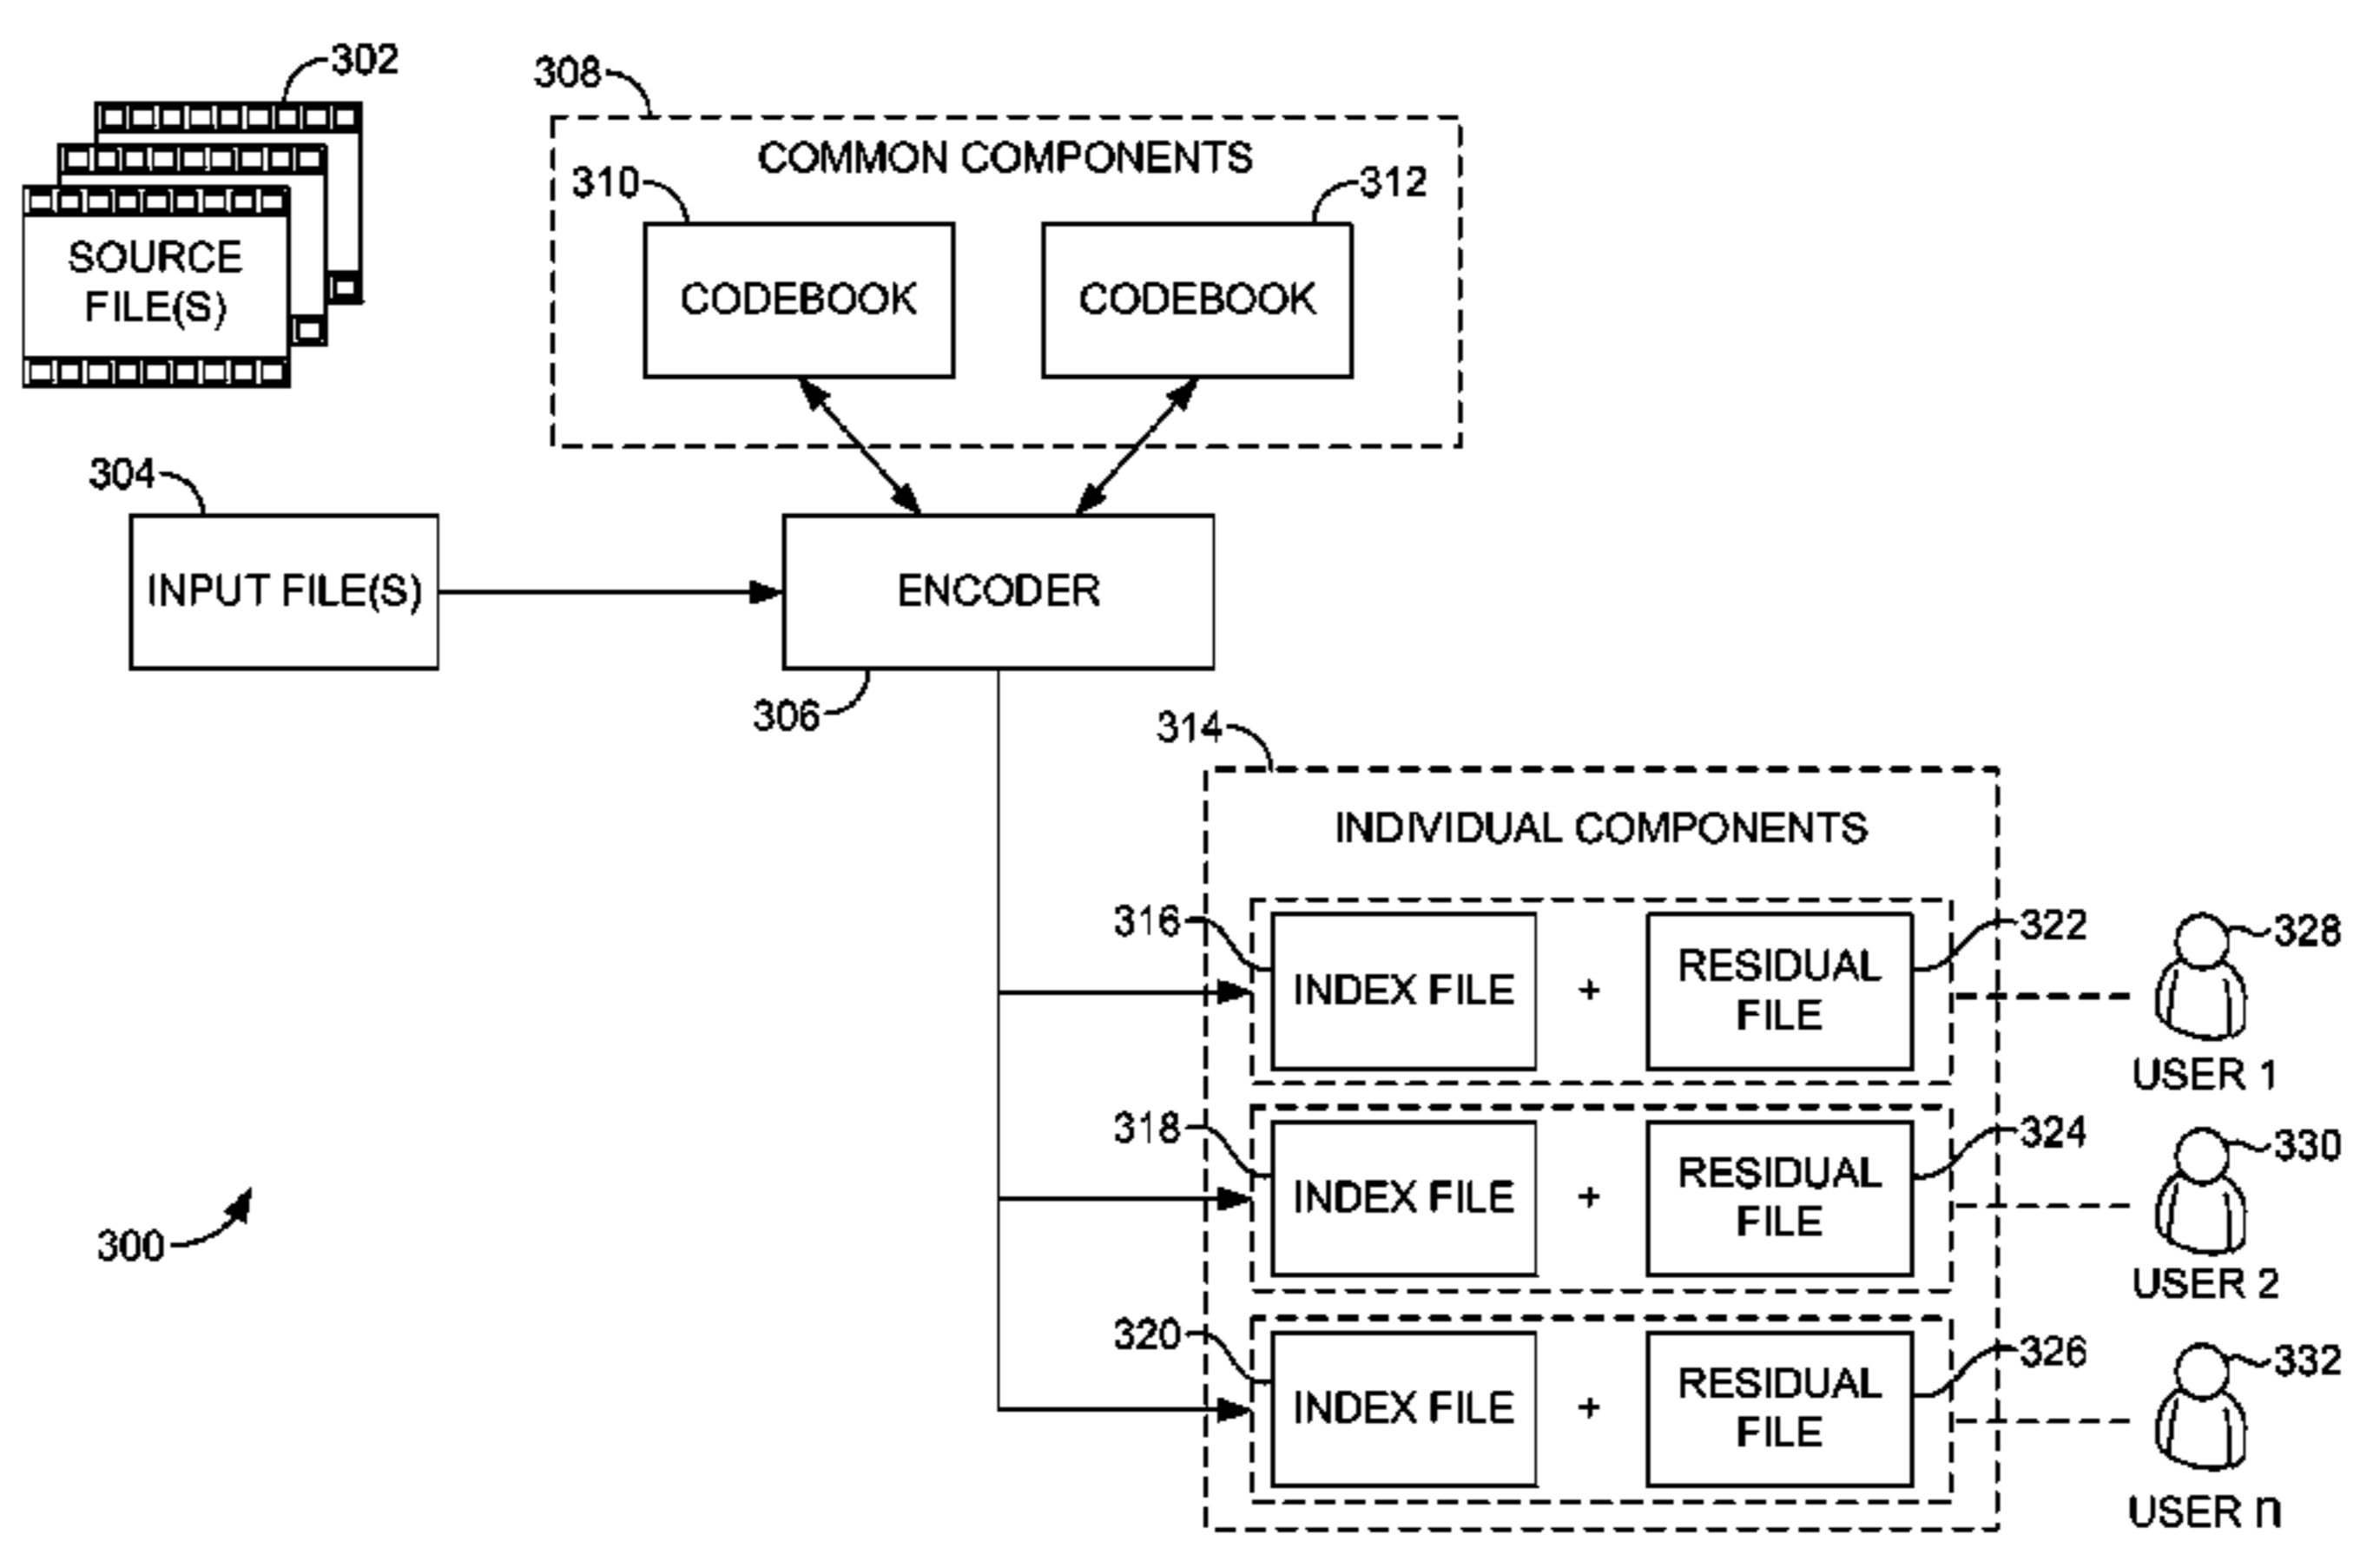 302
308
COMMON COMPONENTS
310
312
SOURCE
FILE(S)
CODEBOOK
CODEBOOK
304
INPUT FILE(S)
ENCODER
306
314
INDIVIDUAL COMPONENTS
316
INDEX FILE
+
RESIDUAL
FILE
322
328
USER 1
318
INDEX FILE
+
RESIDUAL
FILE
324
330
USER 2
300
320
INDEX FILE
+
RESIDUAL
FILE
326
332
USER n